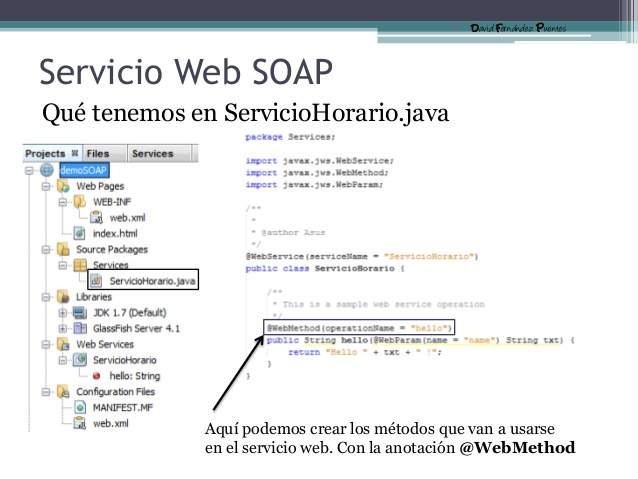 David Fernández Puentes
Servicio Web SOAP
Qué tenemos en ServicioHorario.java
Projects Files Services
demoSOAP
Web Pages
WEB-INF
web.xml
index.html
Source Packages
Services
ServicioHorario.java
Libraries
JDK 1.7 (Default)
GlassFish Server 4.1
Web Services
ServicioHorario
hello: String
Configuration Files
MANIFEST.MF
web.xml
package Services;
import javax.jws.WebService;
import javax.jws.WebMethod;
import javax.jws.WebParam;
/**
*
* @author Asus
*/
@WebService(serviceName = "ServicioHorario")
public class ServicioHorario {
/**
* This is a sample web service operation
*/
@WebMethod(operationName = "hello")
public String hello(@WebParam(name = "name") String txt) {
return "Hello " + txt + " !";
}
}
Aquí podemos crear los métodos que van a usarse
en el servicio web. Con la anotación @WebMethod